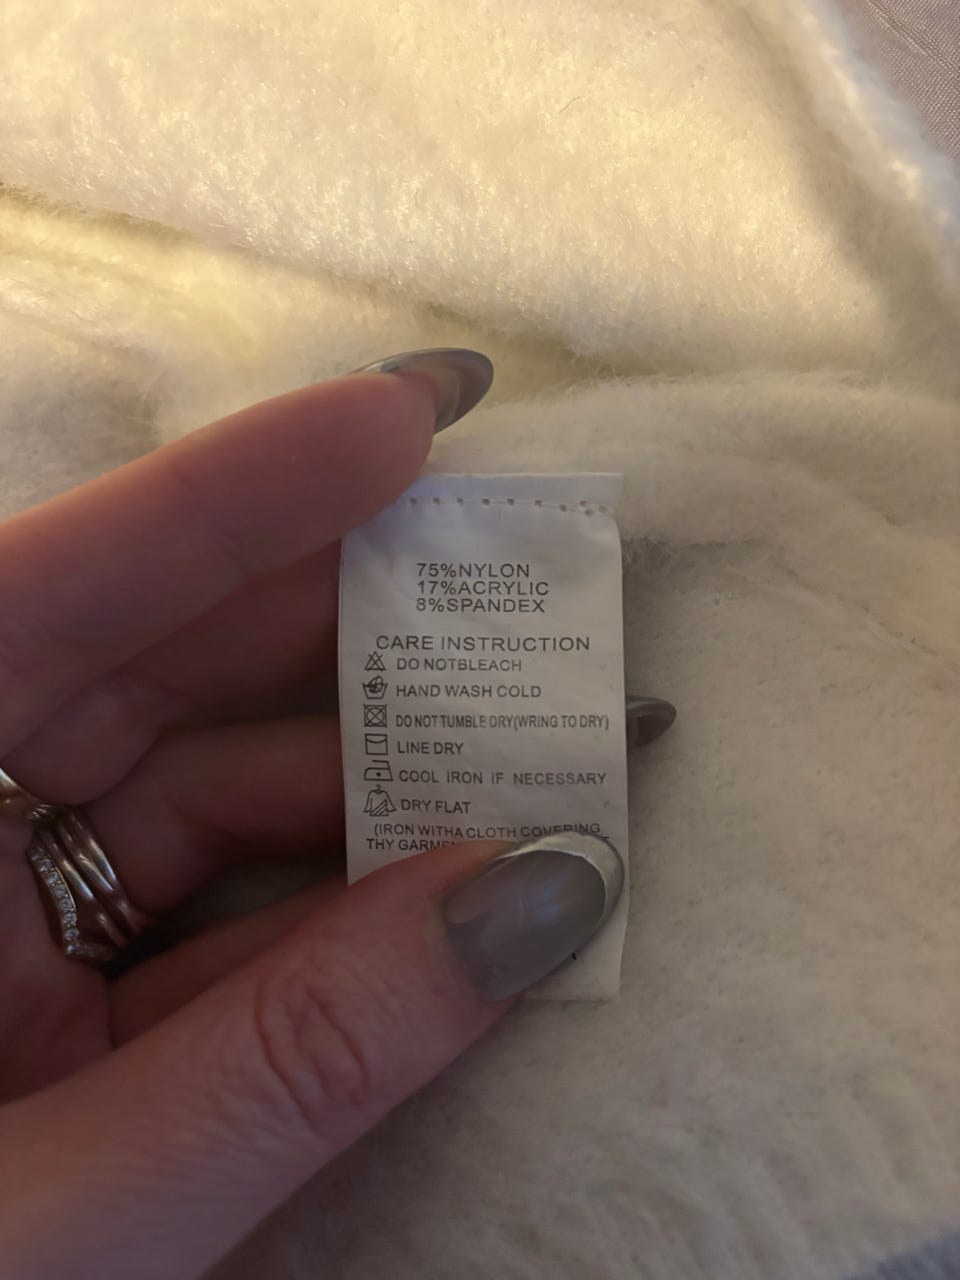 75%NYLON
17%ACRYLIC
8%SPANDEX
CARE INSTRUCTION
DO NOTBLEACH
HAND WASH COLD
DO NOT TUMBLE DRY(WRING TO DRY)
LINE DRY
COOL IRON IF NECESSARY
DRY FLAT
(IRON WITHA CLOTH COVERING
THY